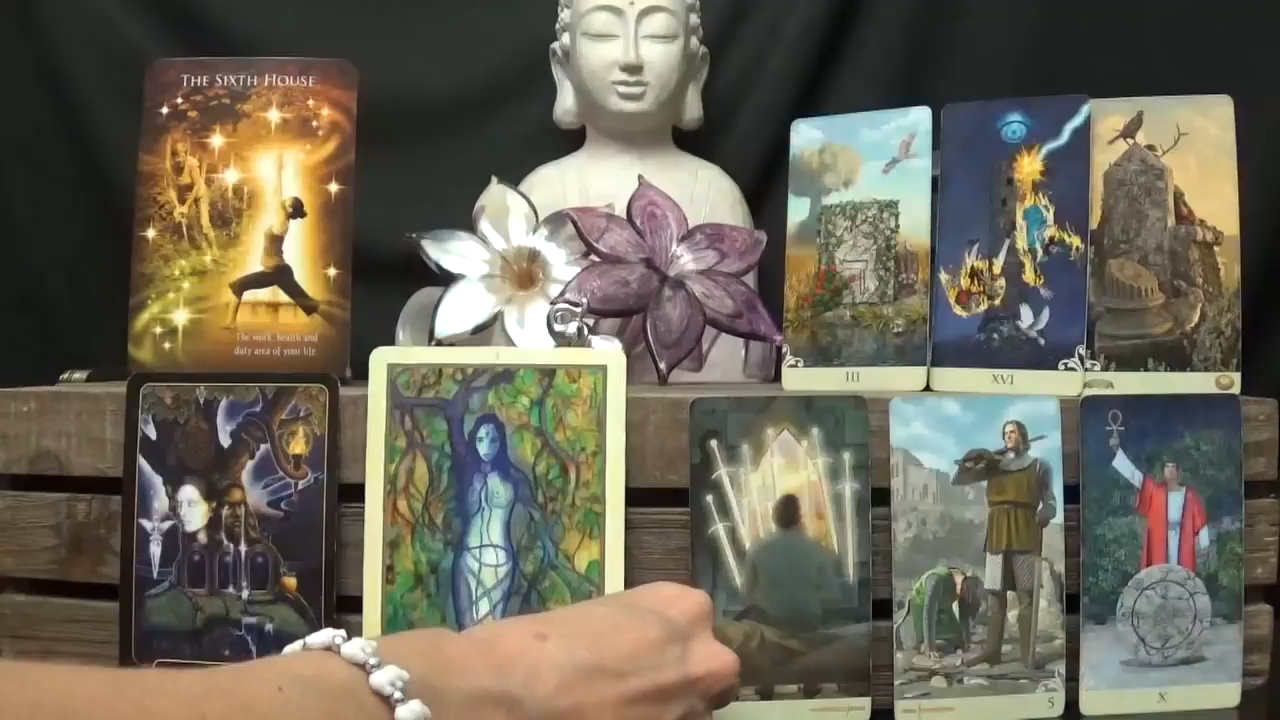 THE SIXTH HOUSE
The work, health and
duty area of your life.
I
III
XVI
5
X